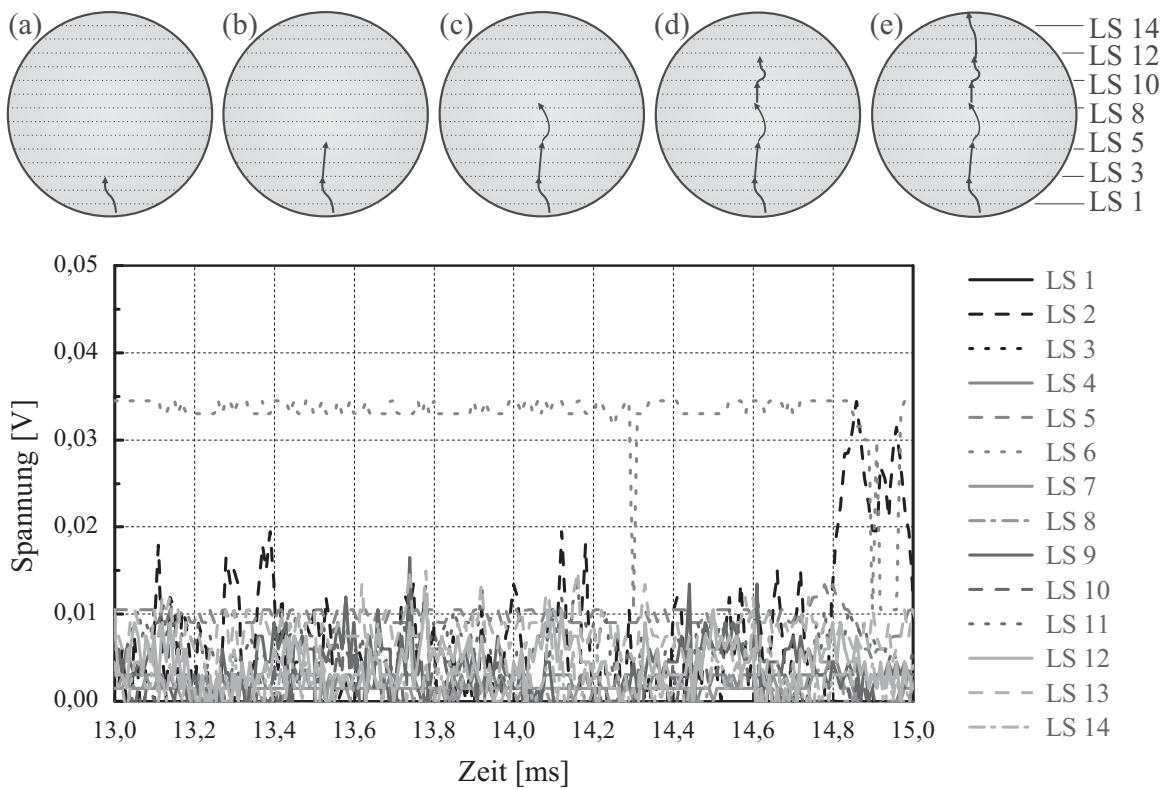 (a) (b) (c) (d) (e)
LS 14
LS 12
LS 10
LS 8
LS 5
LS 3
LS 1
0,05
0,04
0,03
0,02
0,01
0,00
Spannung [V]
13,0 13,2 13,4 13,6 13,8 14,0 14,2 14,4 14,6 14,8 15,0
Zeit [ms]
LS 1
LS 2
LS 3
LS 4
LS 5
LS 6
LS 7
LS 8
LS 9
LS 10
LS 11
LS 12
LS 13
LS 14